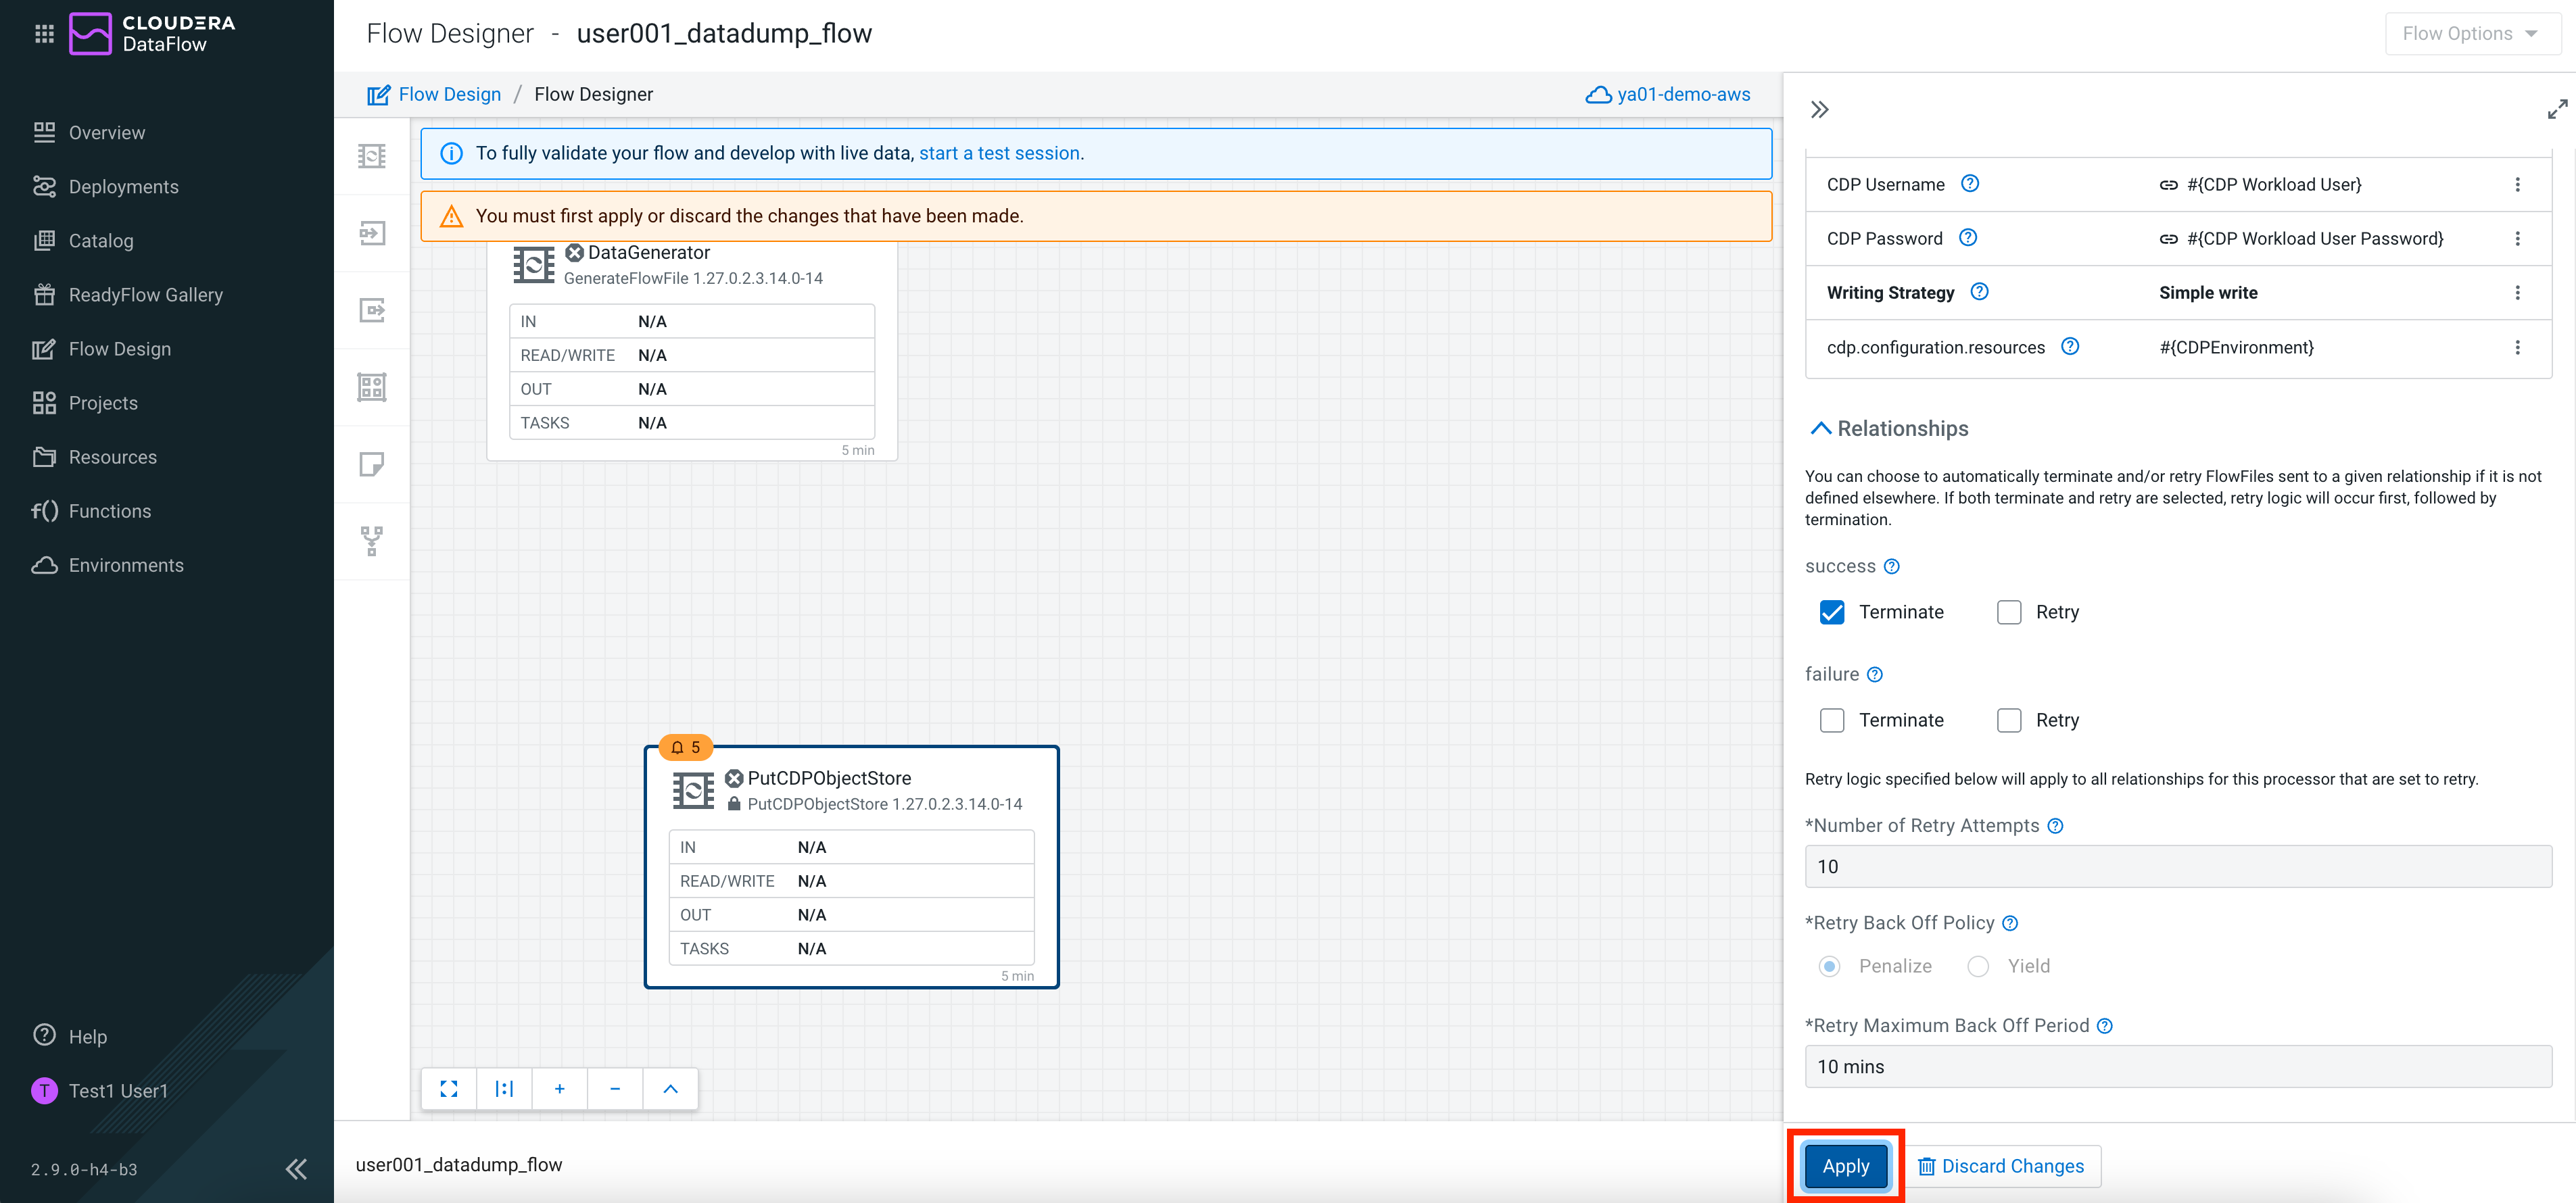 CLOUDERA
DataFlow
Overview
Deployments
Catalog
ReadyFlow Gallery
Flow Design
Projects
Resources
f() Functions
Environments
Help
T Test1 User1
2.9.0-h4-b3
Flow Designer - user001_datadump_flow
Flow Options
Flow Design / Flow Designer
ya01-demo-aws
To fully validate your flow and develop with live data, start a test session.
You must first apply or discard the changes that have been made.
DataGenerator
GenerateFlowFile 1.27.0.2.3.14.0-14
IN N/A
READ/WRITE N/A
OUT N/A
TASKS N/A
5 min
5
PutCDPObjectStore
PutCDPObjectStore 1.27.0.2.3.14.0-14
IN N/A
READ/WRITE N/A
OUT N/A
TASKS N/A
5 min
user001_datadump_flow
CDP Username #{CDP Workload User}
CDP Password #{CDP Workload User Password}
Writing Strategy Simple write
cdp.configuration.resources #{CDPEnvironment}
Relationships
You can choose to automatically terminate and/or retry FlowFiles sent to a given relationship if it is not
defined elsewhere. If both terminate and retry are selected, retry logic will occur first, followed by
termination.
success
Terminate Retry
failure
Terminate Retry
Retry logic specified below will apply to all relationships for this processor that are set to retry.
*Number of Retry Attempts
10
*Retry Back Off Policy
Penalize Yield
*Retry Maximum Back Off Period
10 mins
Apply Discard Changes